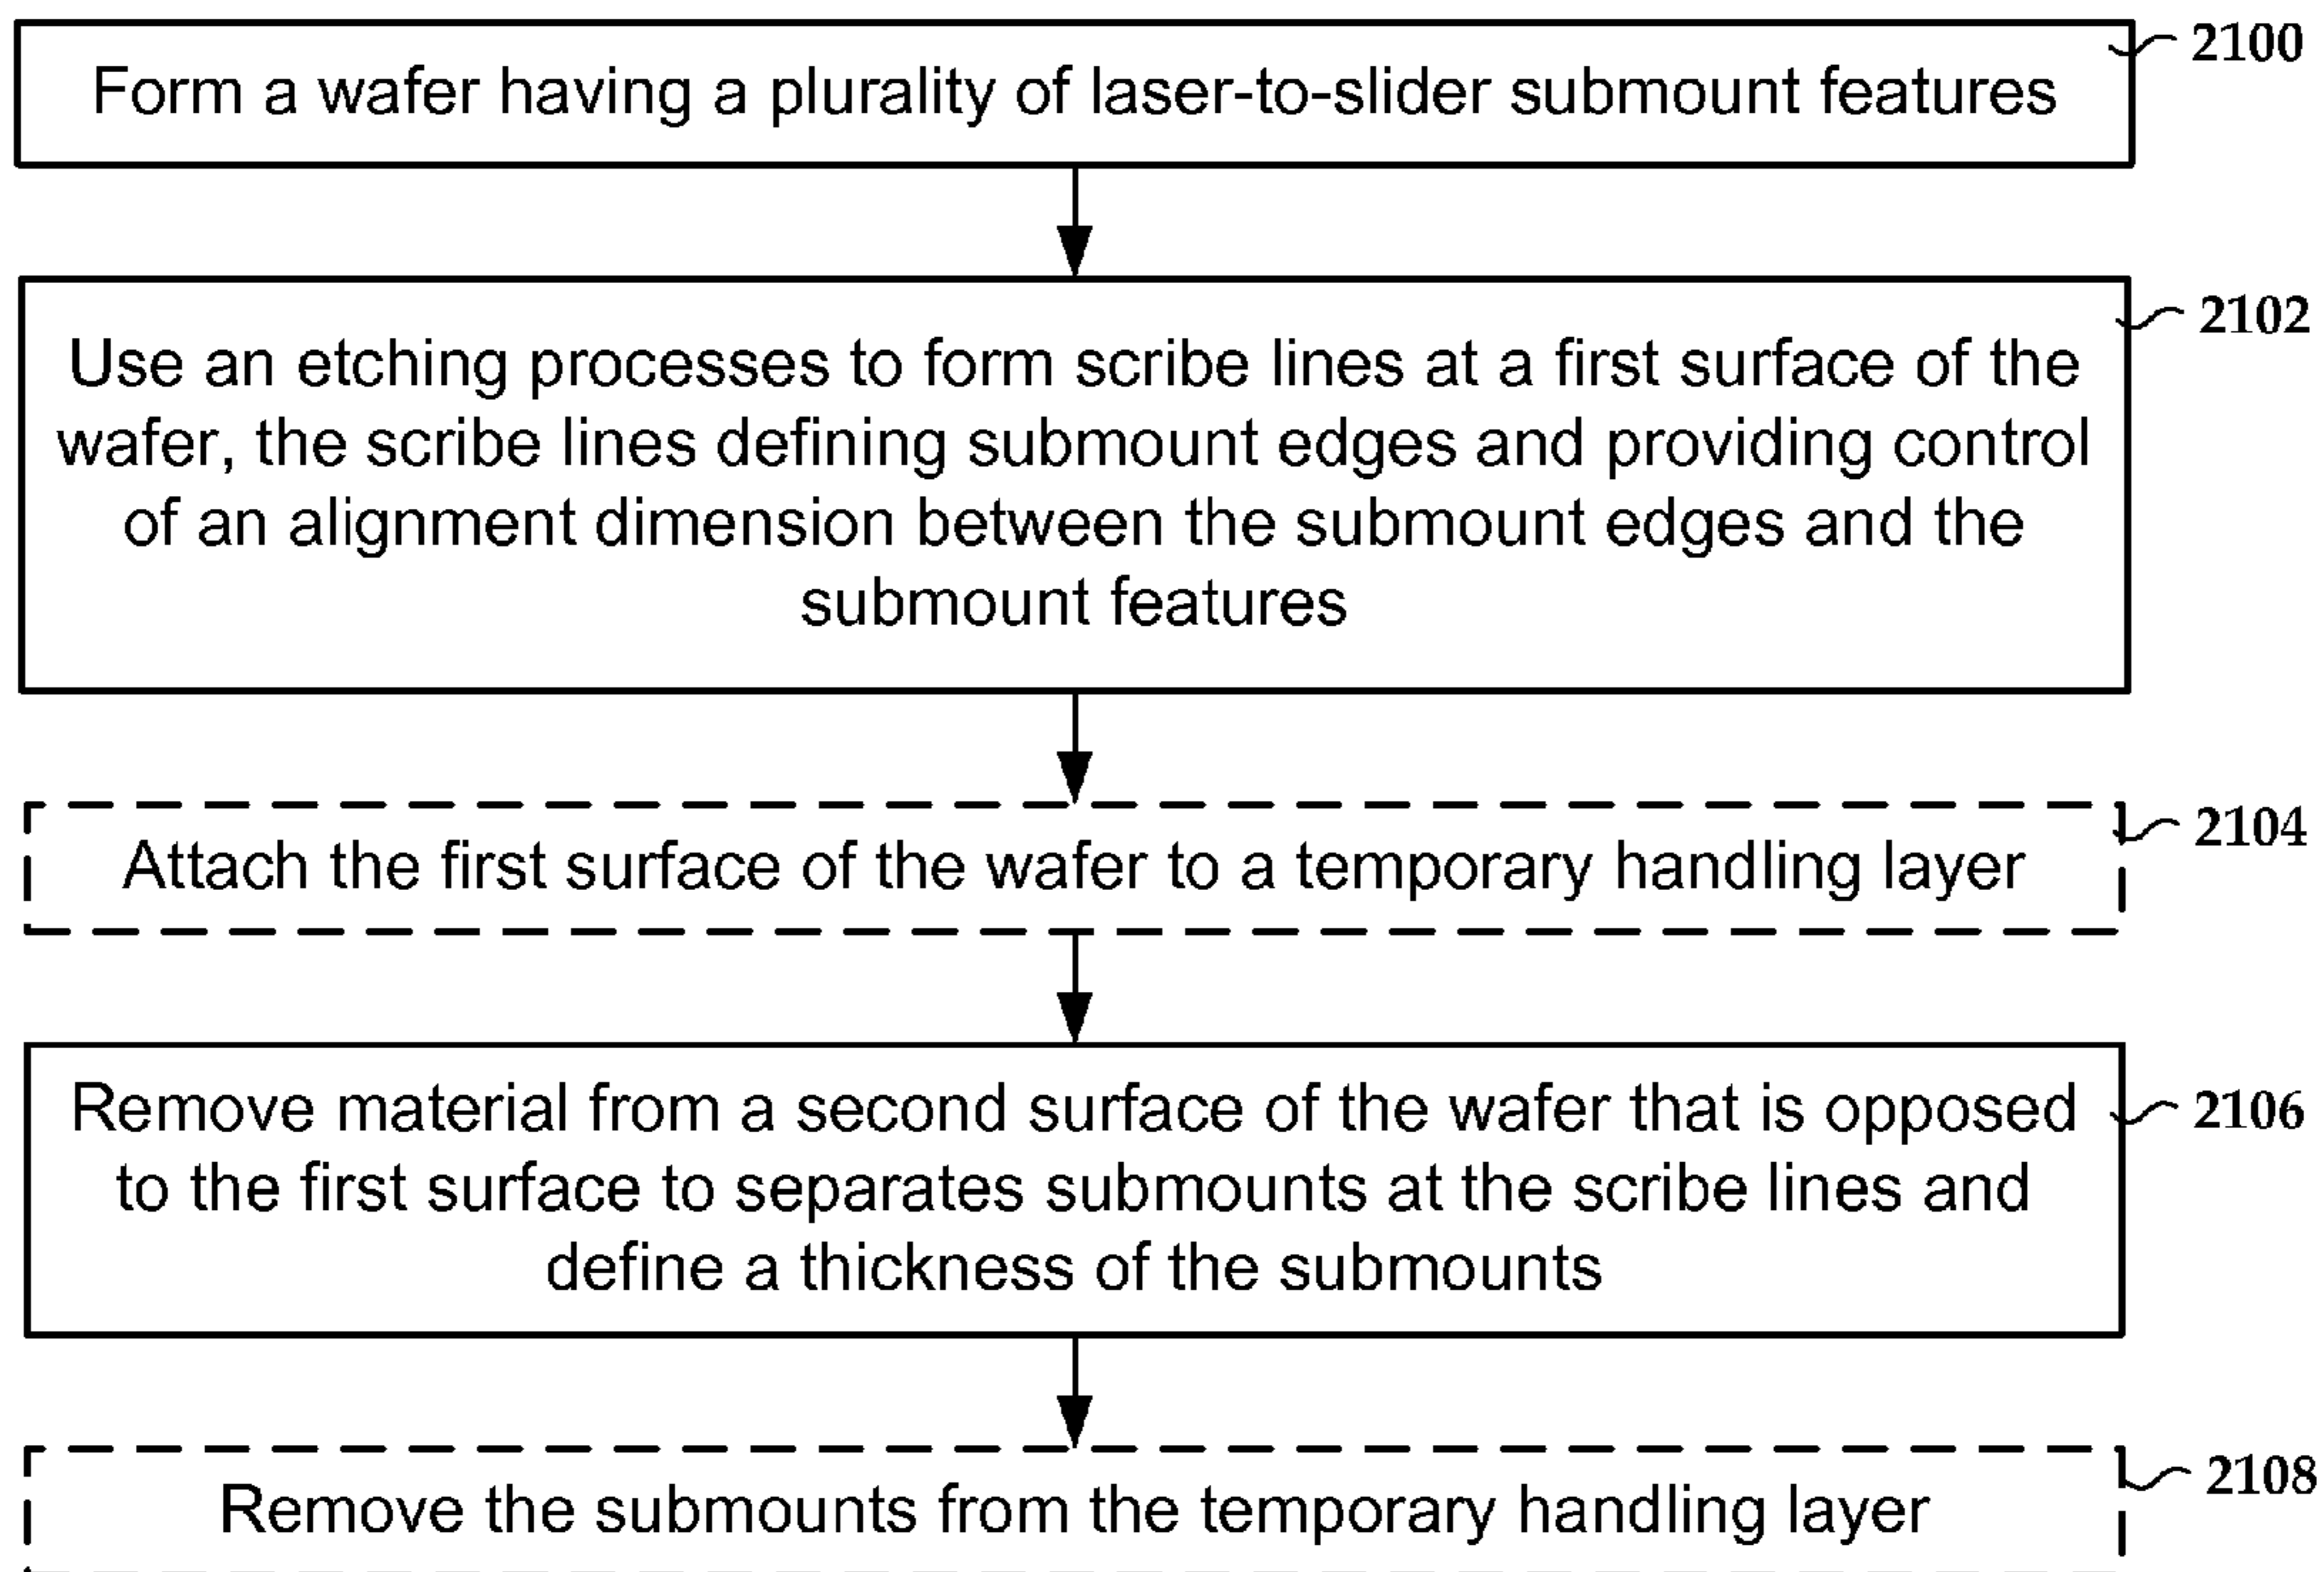 Form a wafer having a plurality of laser-to-slider submount features
2100
Use an etching processes to form scribe lines at a first surface of the
wafer, the scribe lines defining submount edges and providing control
of an alignment dimension between the submount edges and the
submount features
2102
Attach the first surface of the wafer to a temporary handling layer
2104
Remove material from a second surface of the wafer that is opposed
to the first surface to separates submounts at the scribe lines and
define a thickness of the submounts
2106
Remove the submounts from the temporary handling layer
2108